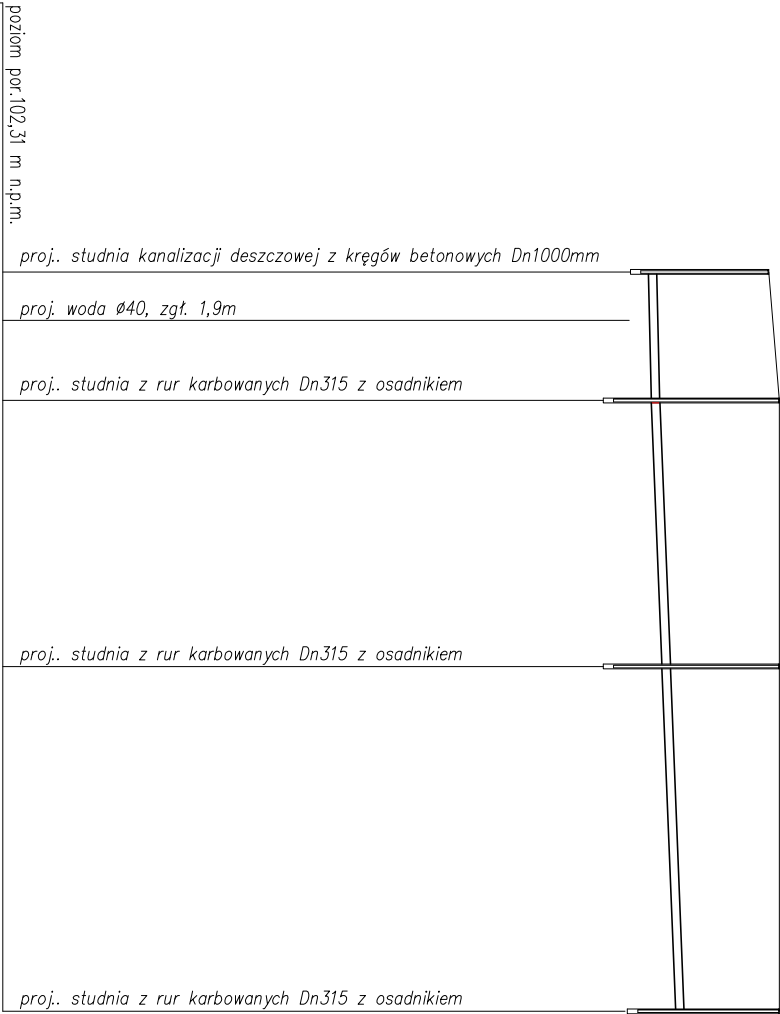 poziom por.102,31 m n.p.m.
proj.. studnia kanalizacji deszczowej z kręgów betonowych Dn1000mm
proj. woda ø40, zgł. 1,9m
proj.. studnia z rur karbowanych Dn315 z osadnikiem
proj.. studnia z rur karbowanych Dn315 z osadnikiem
proj.. studnia z rur karbowanych Dn315 z osadnikiem